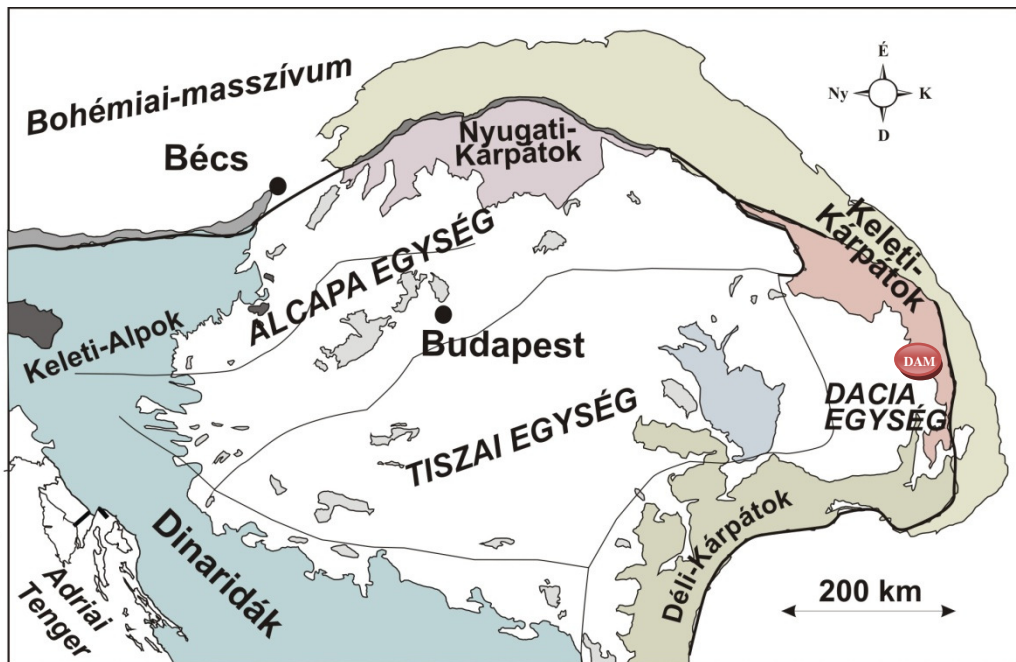 Bohémiai-masszívum
É
Ny
K
D
Bécs
Nyugati-
Kárpátok
Keleti-
Kárpátok
ALCAPA EGYSÉG
Keleti-Alpok
Budapest
DAM
DACIA
EGYSÉG
TISZAI EGYSÉG
Dinaridák
Déli-Kárpátok
Adriai
Tenger
200 km